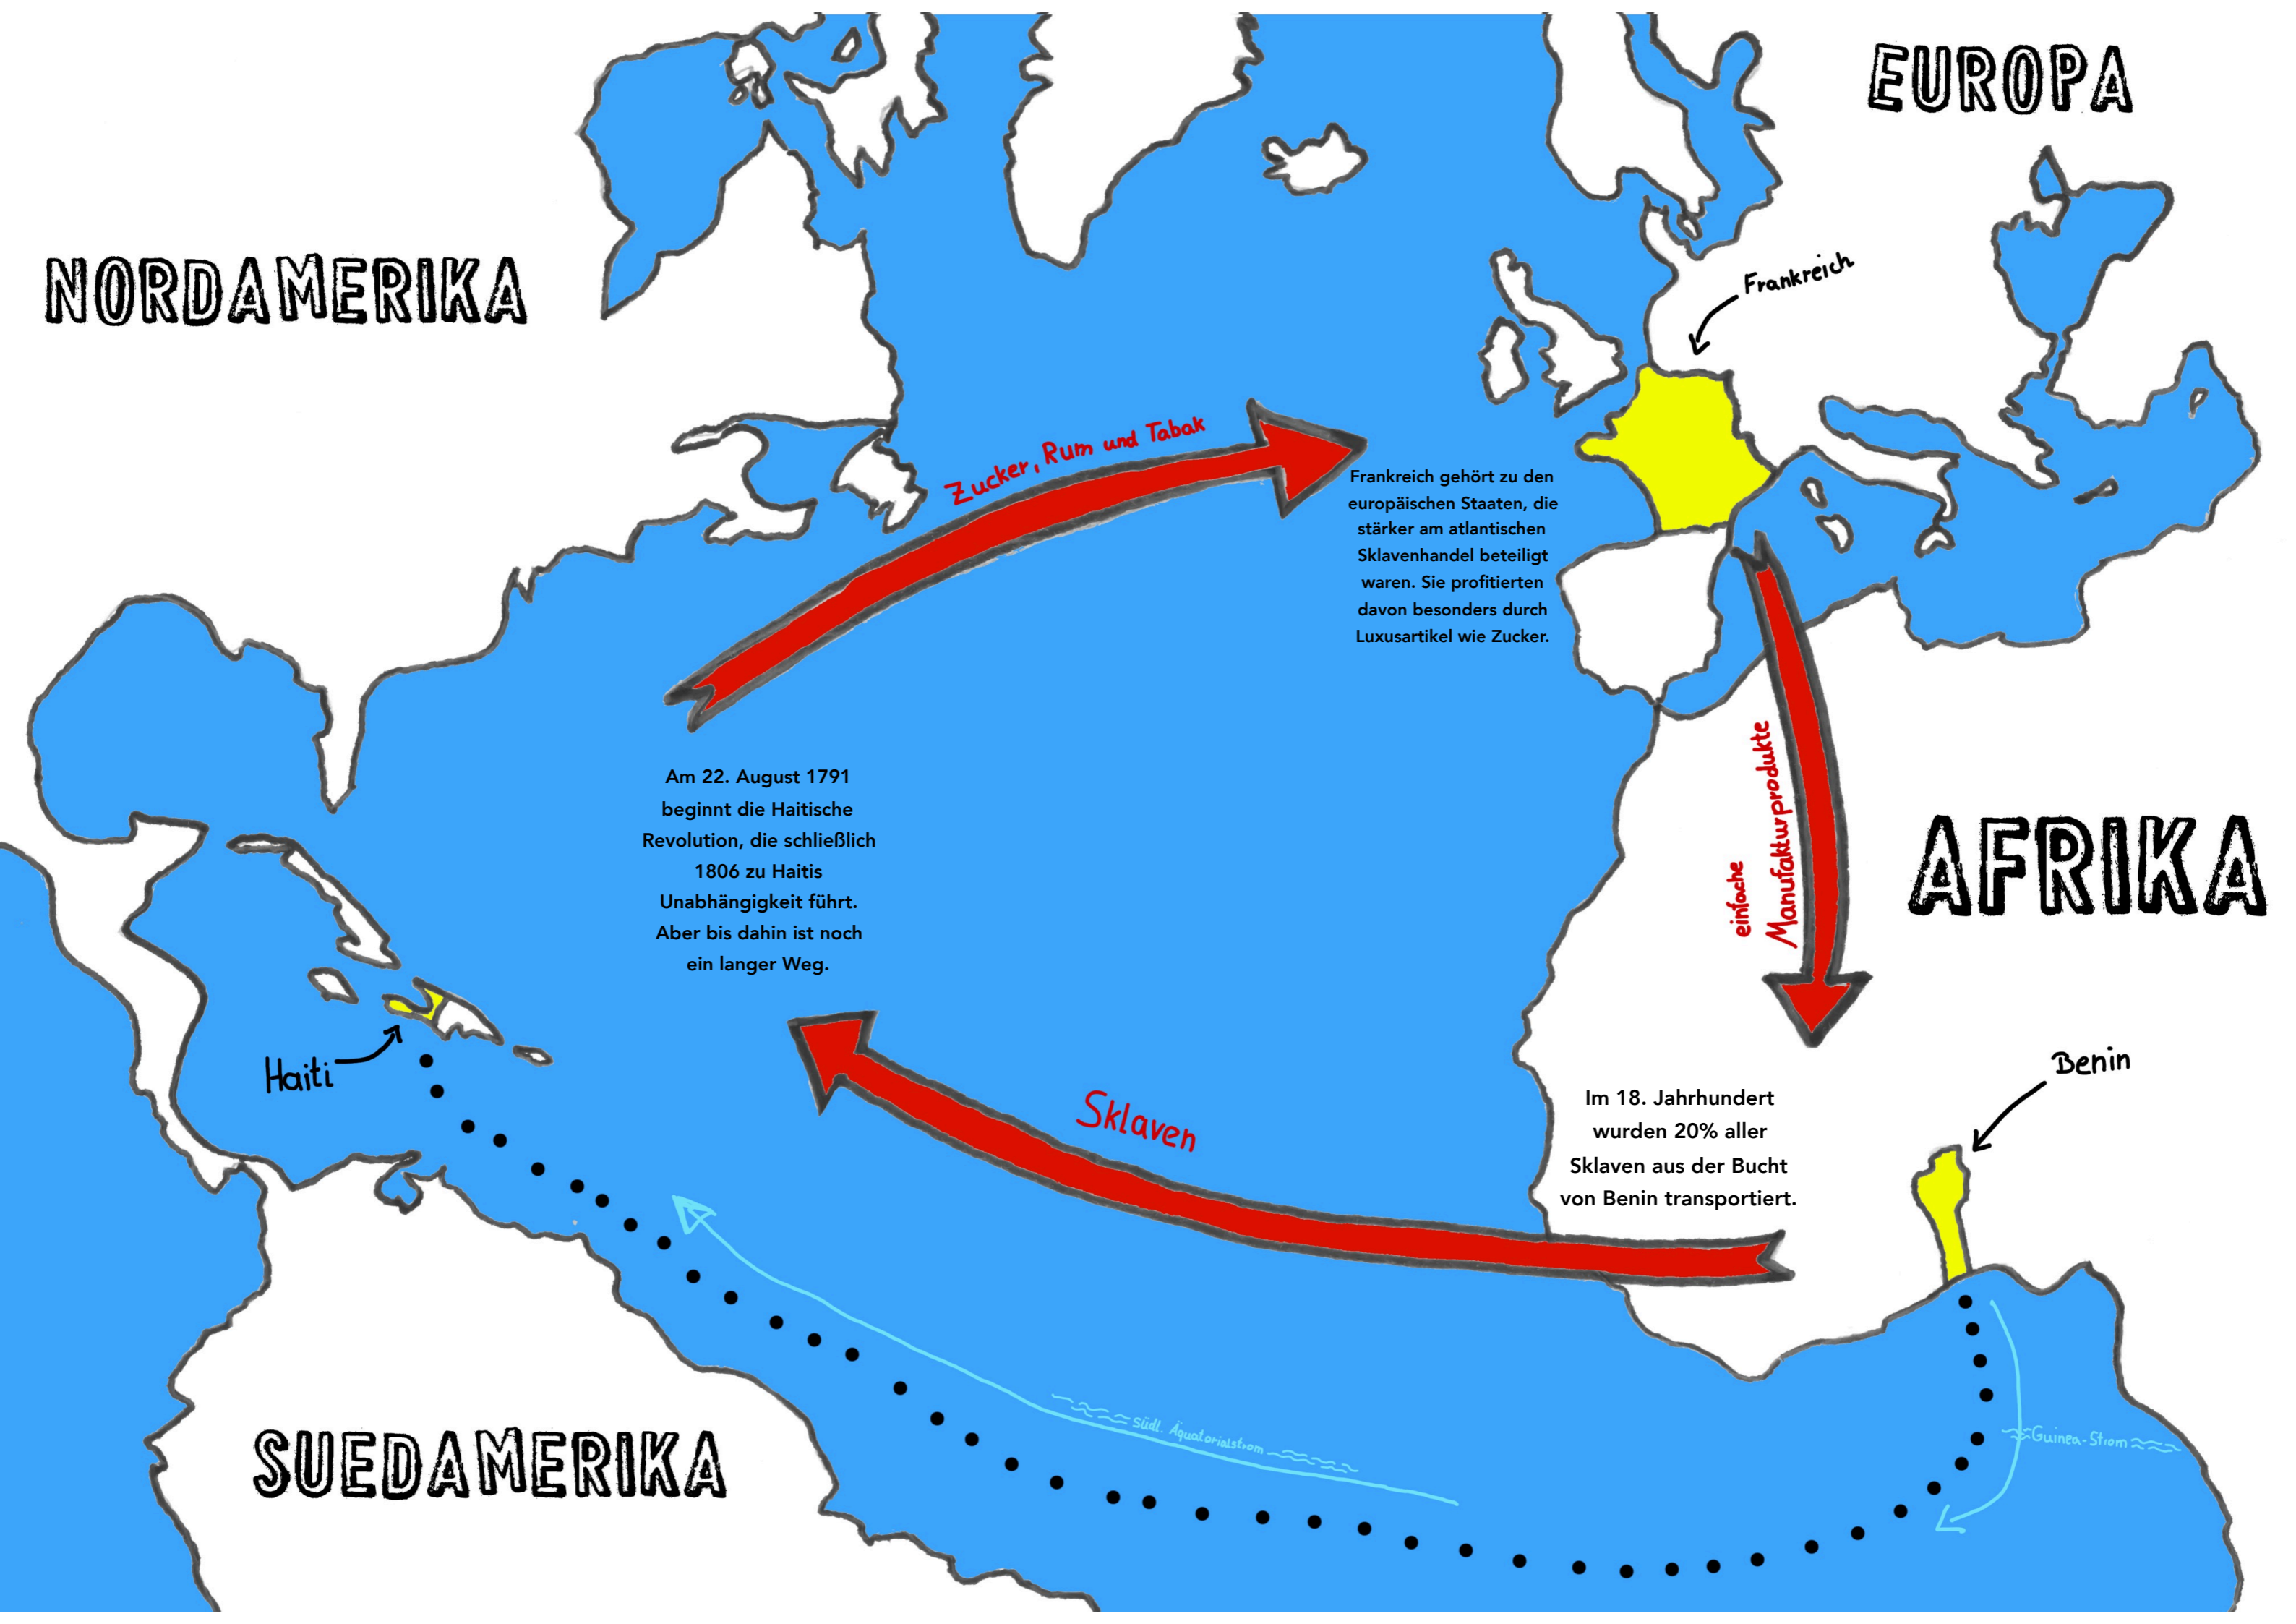 EUROPA
NORDAMERIKA
Frankreich
Zucker, Rum und Tabak
Frankreich gehört zu den
europäischen Staaten, die
stärker am atlantischen
Sklavenhandel beteiligt
waren. Sie profitierten
davon besonders durch
Luxusartikel wie Zucker.
einfache
Manufakturprodukte
AFRIKA
Am 22. August 1791
beginnt die Haitische
Revolution, die schließlich
1806 zu Haitis
Unabhängigkeit führt.
Aber bis dahin ist noch
ein langer Weg.
Haiti
Sklaven
Benin
Im 18. Jahrhundert
wurden 20% aller
Sklaven aus der Bucht
von Benin transportiert.
Südl. Äquatorialstrom
Guinea-Strom
SUEDAMERIKA